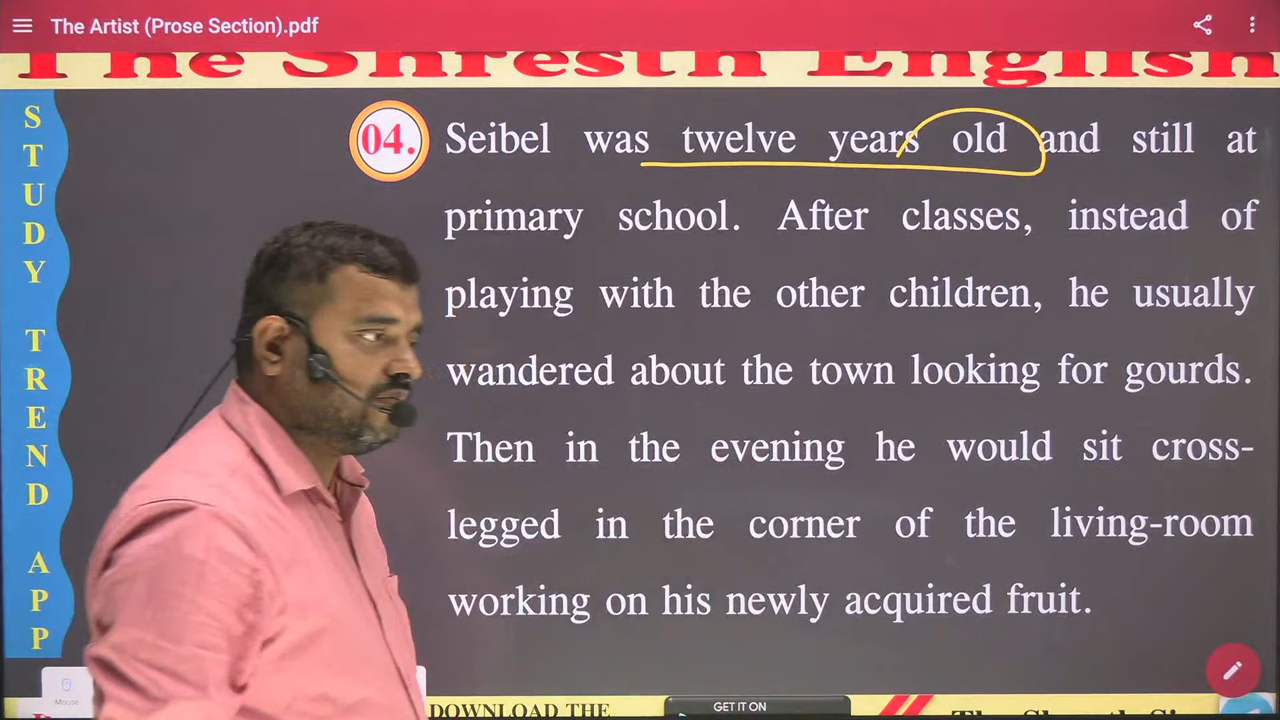 The Artist (Prose Section).pdf
The Shresth English
STUDY TREND APP
04.
Seibel was twelve years old and still at
primary school. After classes, instead of
playing with the other children, he usually
wandered about the town looking for gourds.
Then in the evening he would sit cross-
legged in the corner of the living-room
working on his newly acquired fruit.
Mouse
DOWNLOAD THE
GET IT ON